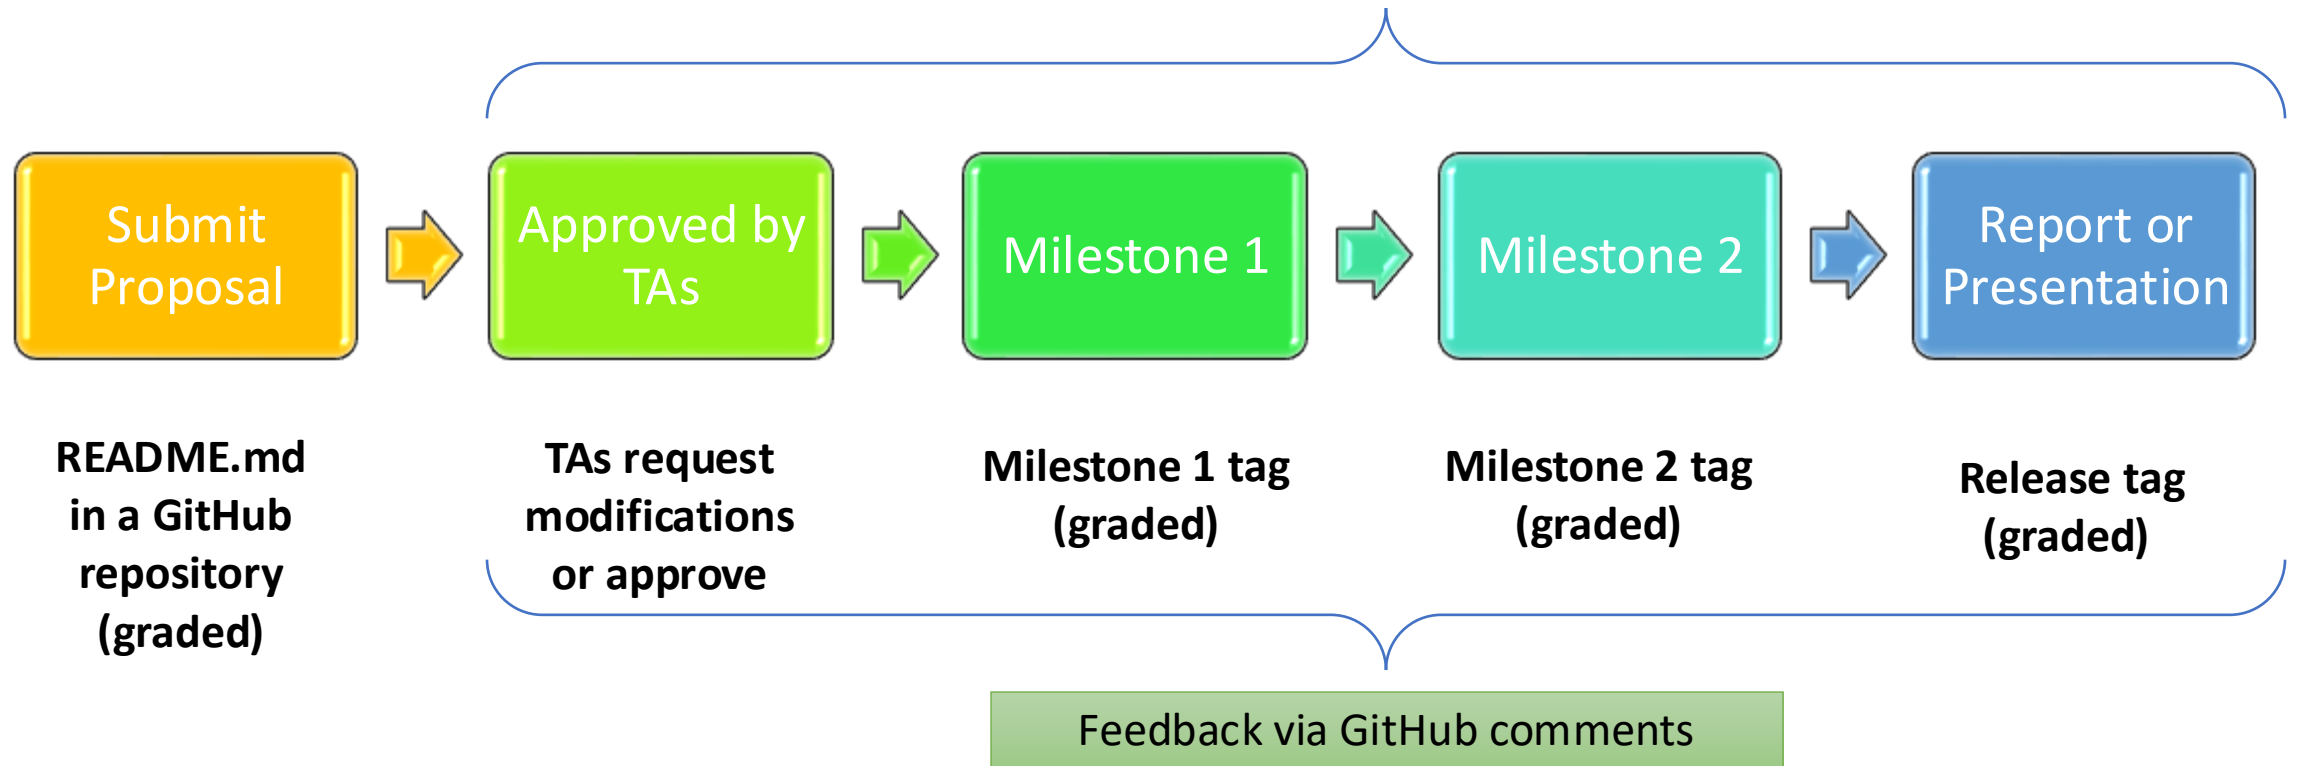 Submit
Proposal
Approved by
TAs
Milestone 1
Milestone 2
Report or
Presentation
README.md
in a GitHub
repository
(graded)
TAs request
modifications
or approve
Milestone 1 tag
(graded)
Milestone 2 tag
(graded)
Release tag
(graded)
Feedback via GitHub comments